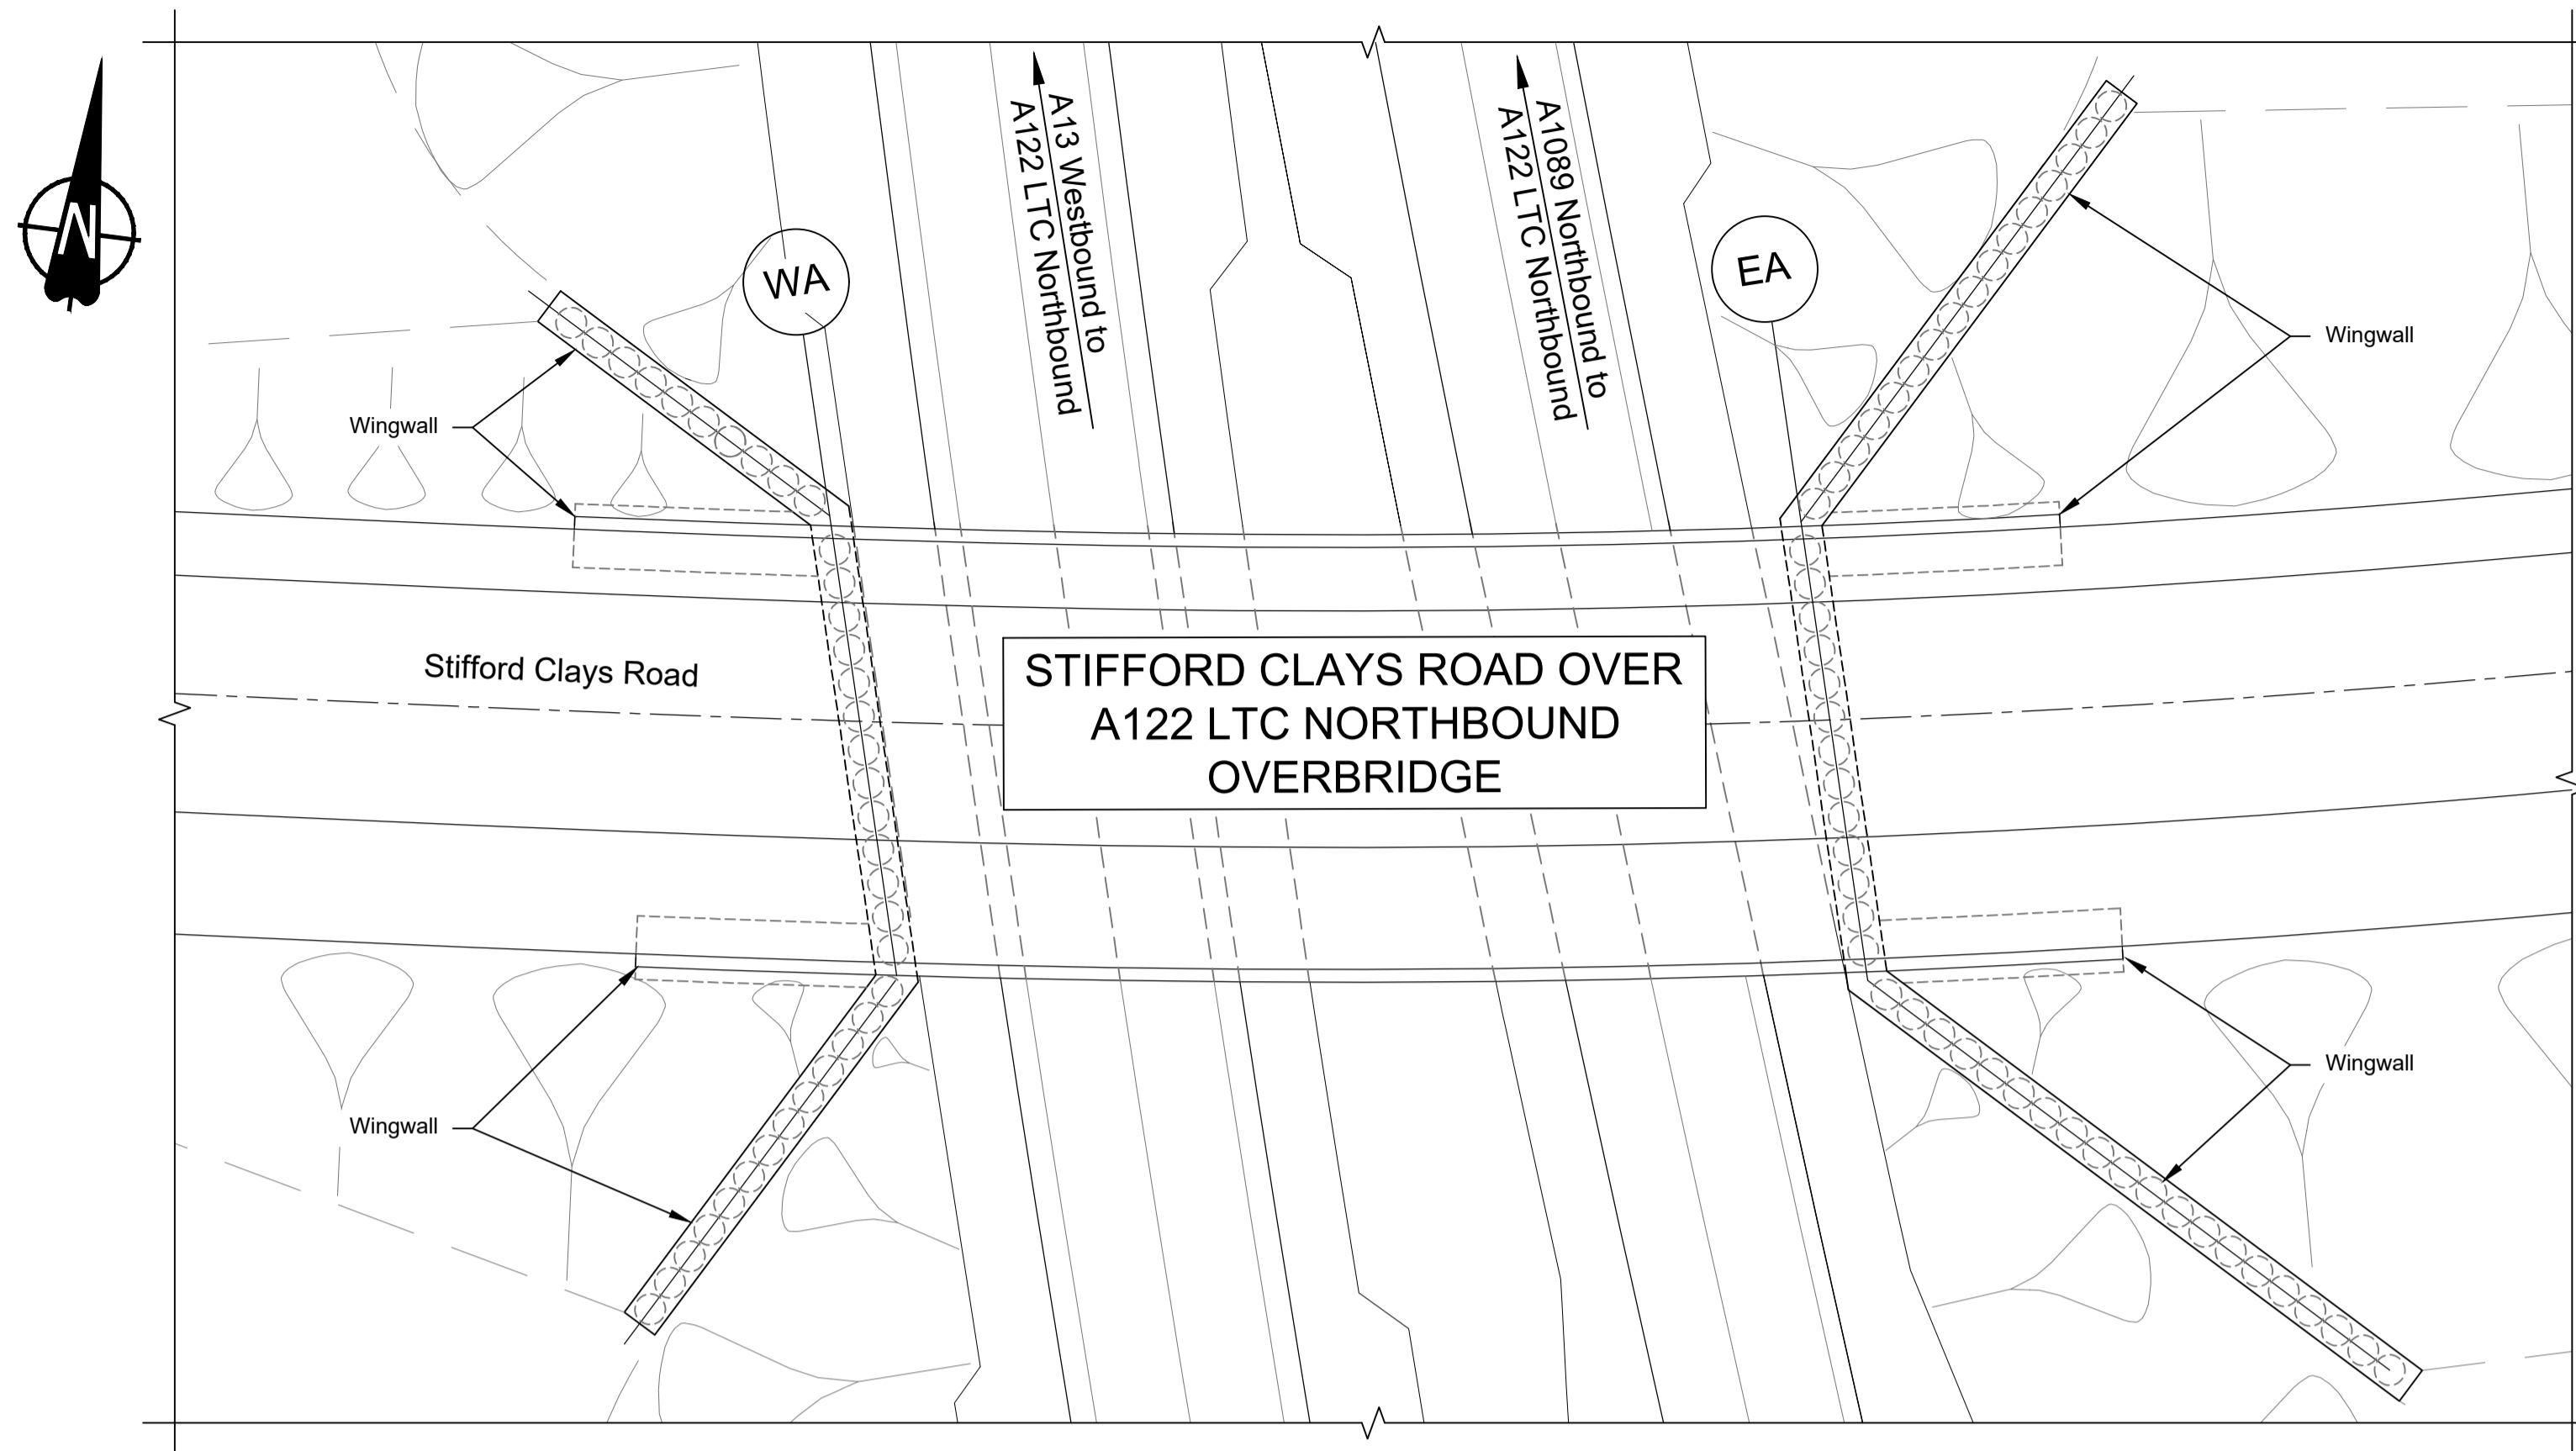 N
A13 Westbound to
A122 LTC Northbound
A1089 Northbound to
A122 LTC Northbound
WA
EA
Wingwall
Wingwall
Stifford Clays Road
STIFFORD CLAYS ROAD OVER
A122 LTC NORTHBOUND
OVERBRIDGE
Wingwall
Wingwall